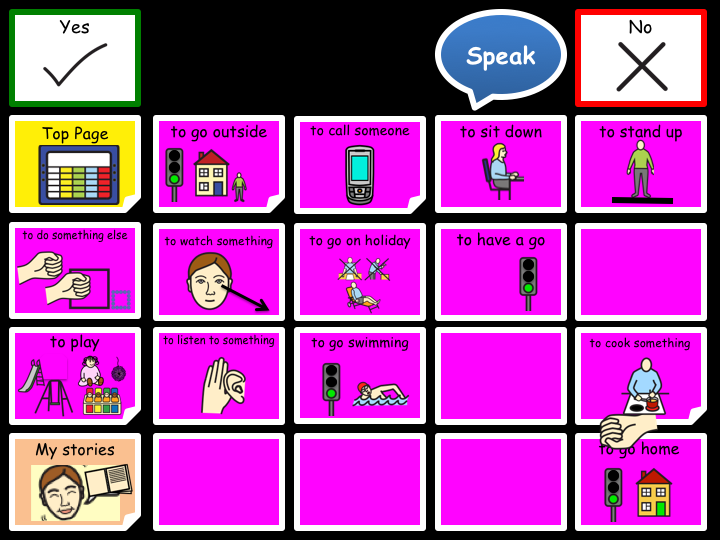 Yes
Speak
No
Top Page
to go outside
to call someone
to sit down
to stand up
to do something else
to watch something
to go on holiday
to have a go
to play
to listen to something
to go swimming
to cook something
My stories
to go home